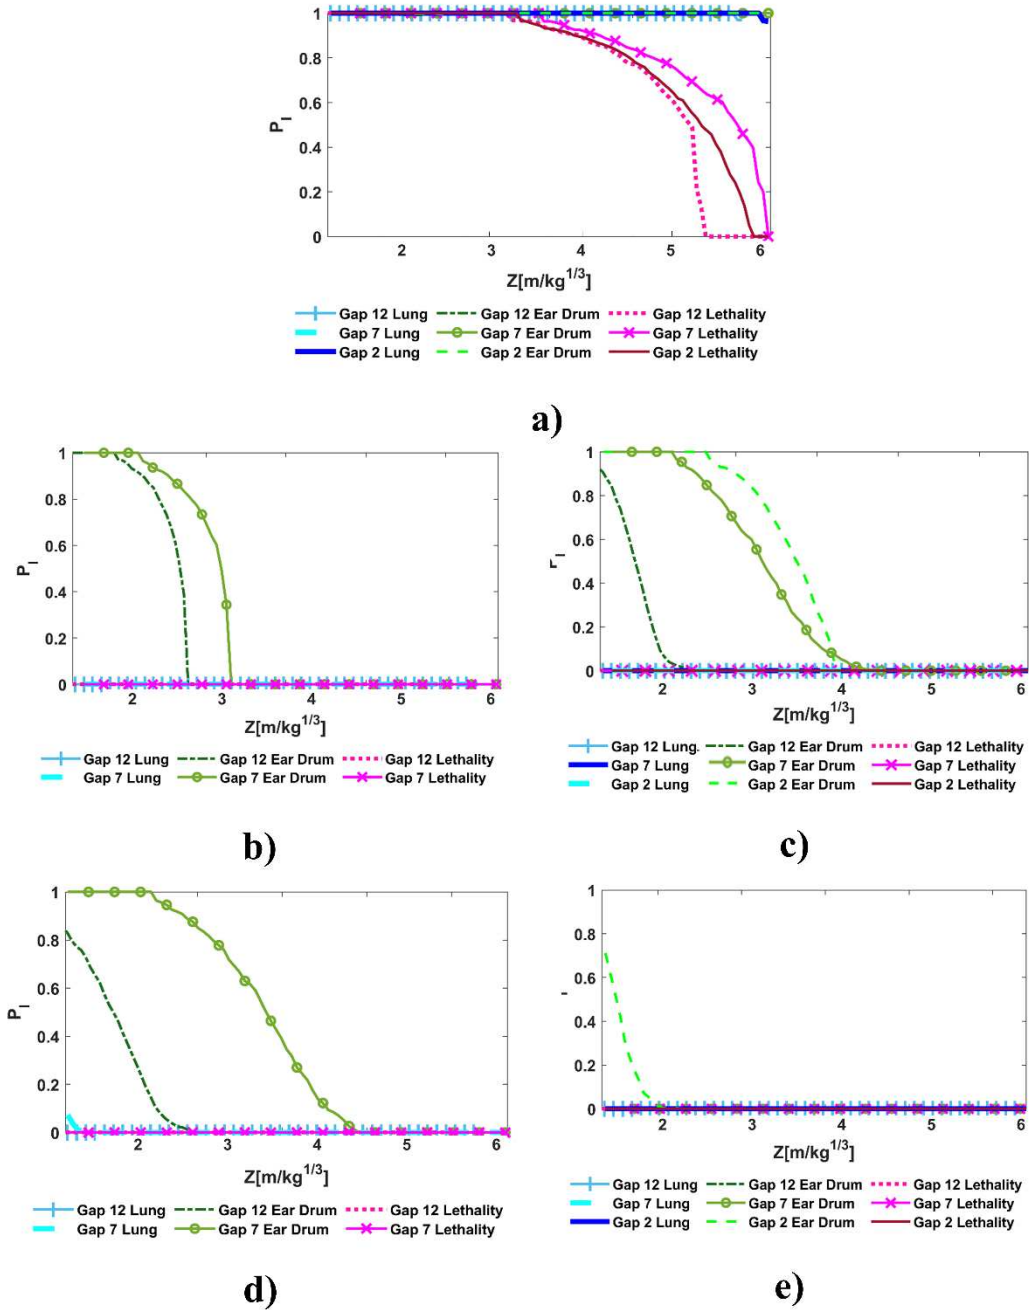 1
0.8
0.6
0.4
0.2
0
P_I
2 3 4 5 6
Z[m/kg^1/3]
Gap 12 Lung Gap 12 Ear Drum Gap 12 Lethality
Gap 7 Lung Gap 7 Ear Drum Gap 7 Lethality
Gap 2 Lung Gap 2 Ear Drum Gap 2 Lethality
a)
1
0.8
0.6
0.4
0.2
0
P_I
2 3 4 5 6
Z[m/kg^1/3]
Gap 12 Lung Gap 12 Ear Drum Gap 12 Lethality
Gap 7 Lung Gap 7 Ear Drum Gap 7 Lethality
b)
1
0.8
0.6
0.4
0.2
0
2 3 4 5 6
Z[m/kg^1/3]
Gap 12 Lung. Gap 12 Ear Drum Gap 12 Lethality
Gap 7 Lung Gap 7 Ear Drum Gap 7 Lethality
Gap 2 Lung Gap 2 Ear Drum Gap 2 Lethality
c)
1
0.8
0.6
0.4
0.2
0
P_I
2 3 4 5 6
Z[m/kg^1/3]
Gap 12 Lung Gap 12 Ear Drum Gap 12 Lethality
Gap 7 Lung Gap 7 Ear Drum Gap 7 Lethality
d)
1
0.8
0.6
0.4
0.2
0
2 3 4 5 6
Z[m/kg^1/3]
Gap 12 Lung Gap 12 Ear Drum Gap 12 Lethality
Gap 7 Lung Gap 7 Ear Drum Gap 7 Lethality
Gap 2 Lung Gap 2 Ear Drum Gap 2 Lethality
e)